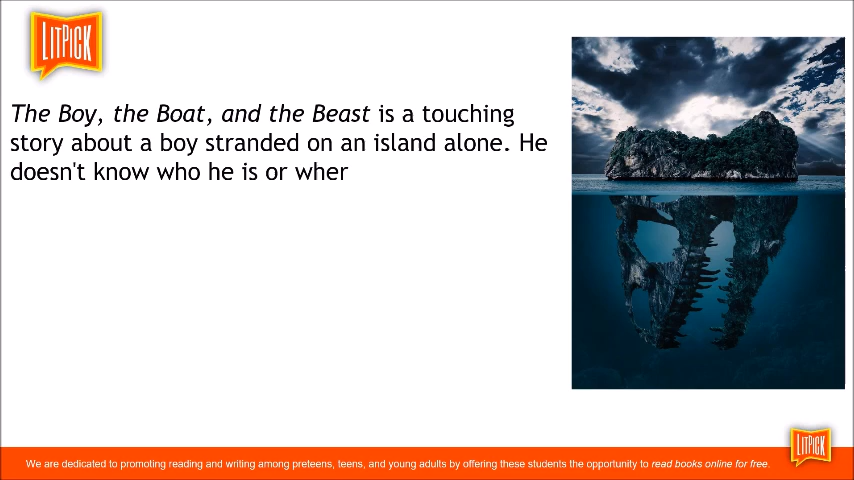 LITPICK
The Boy, the Boat, and the Beast is a touching
story about a boy stranded on an island alone. He
doesn't know who he is or wher
LITPICK
We are dedicated to promoting reading and writing among preteens, teens, and young adults by offering these students the opportunity to read books online for free.